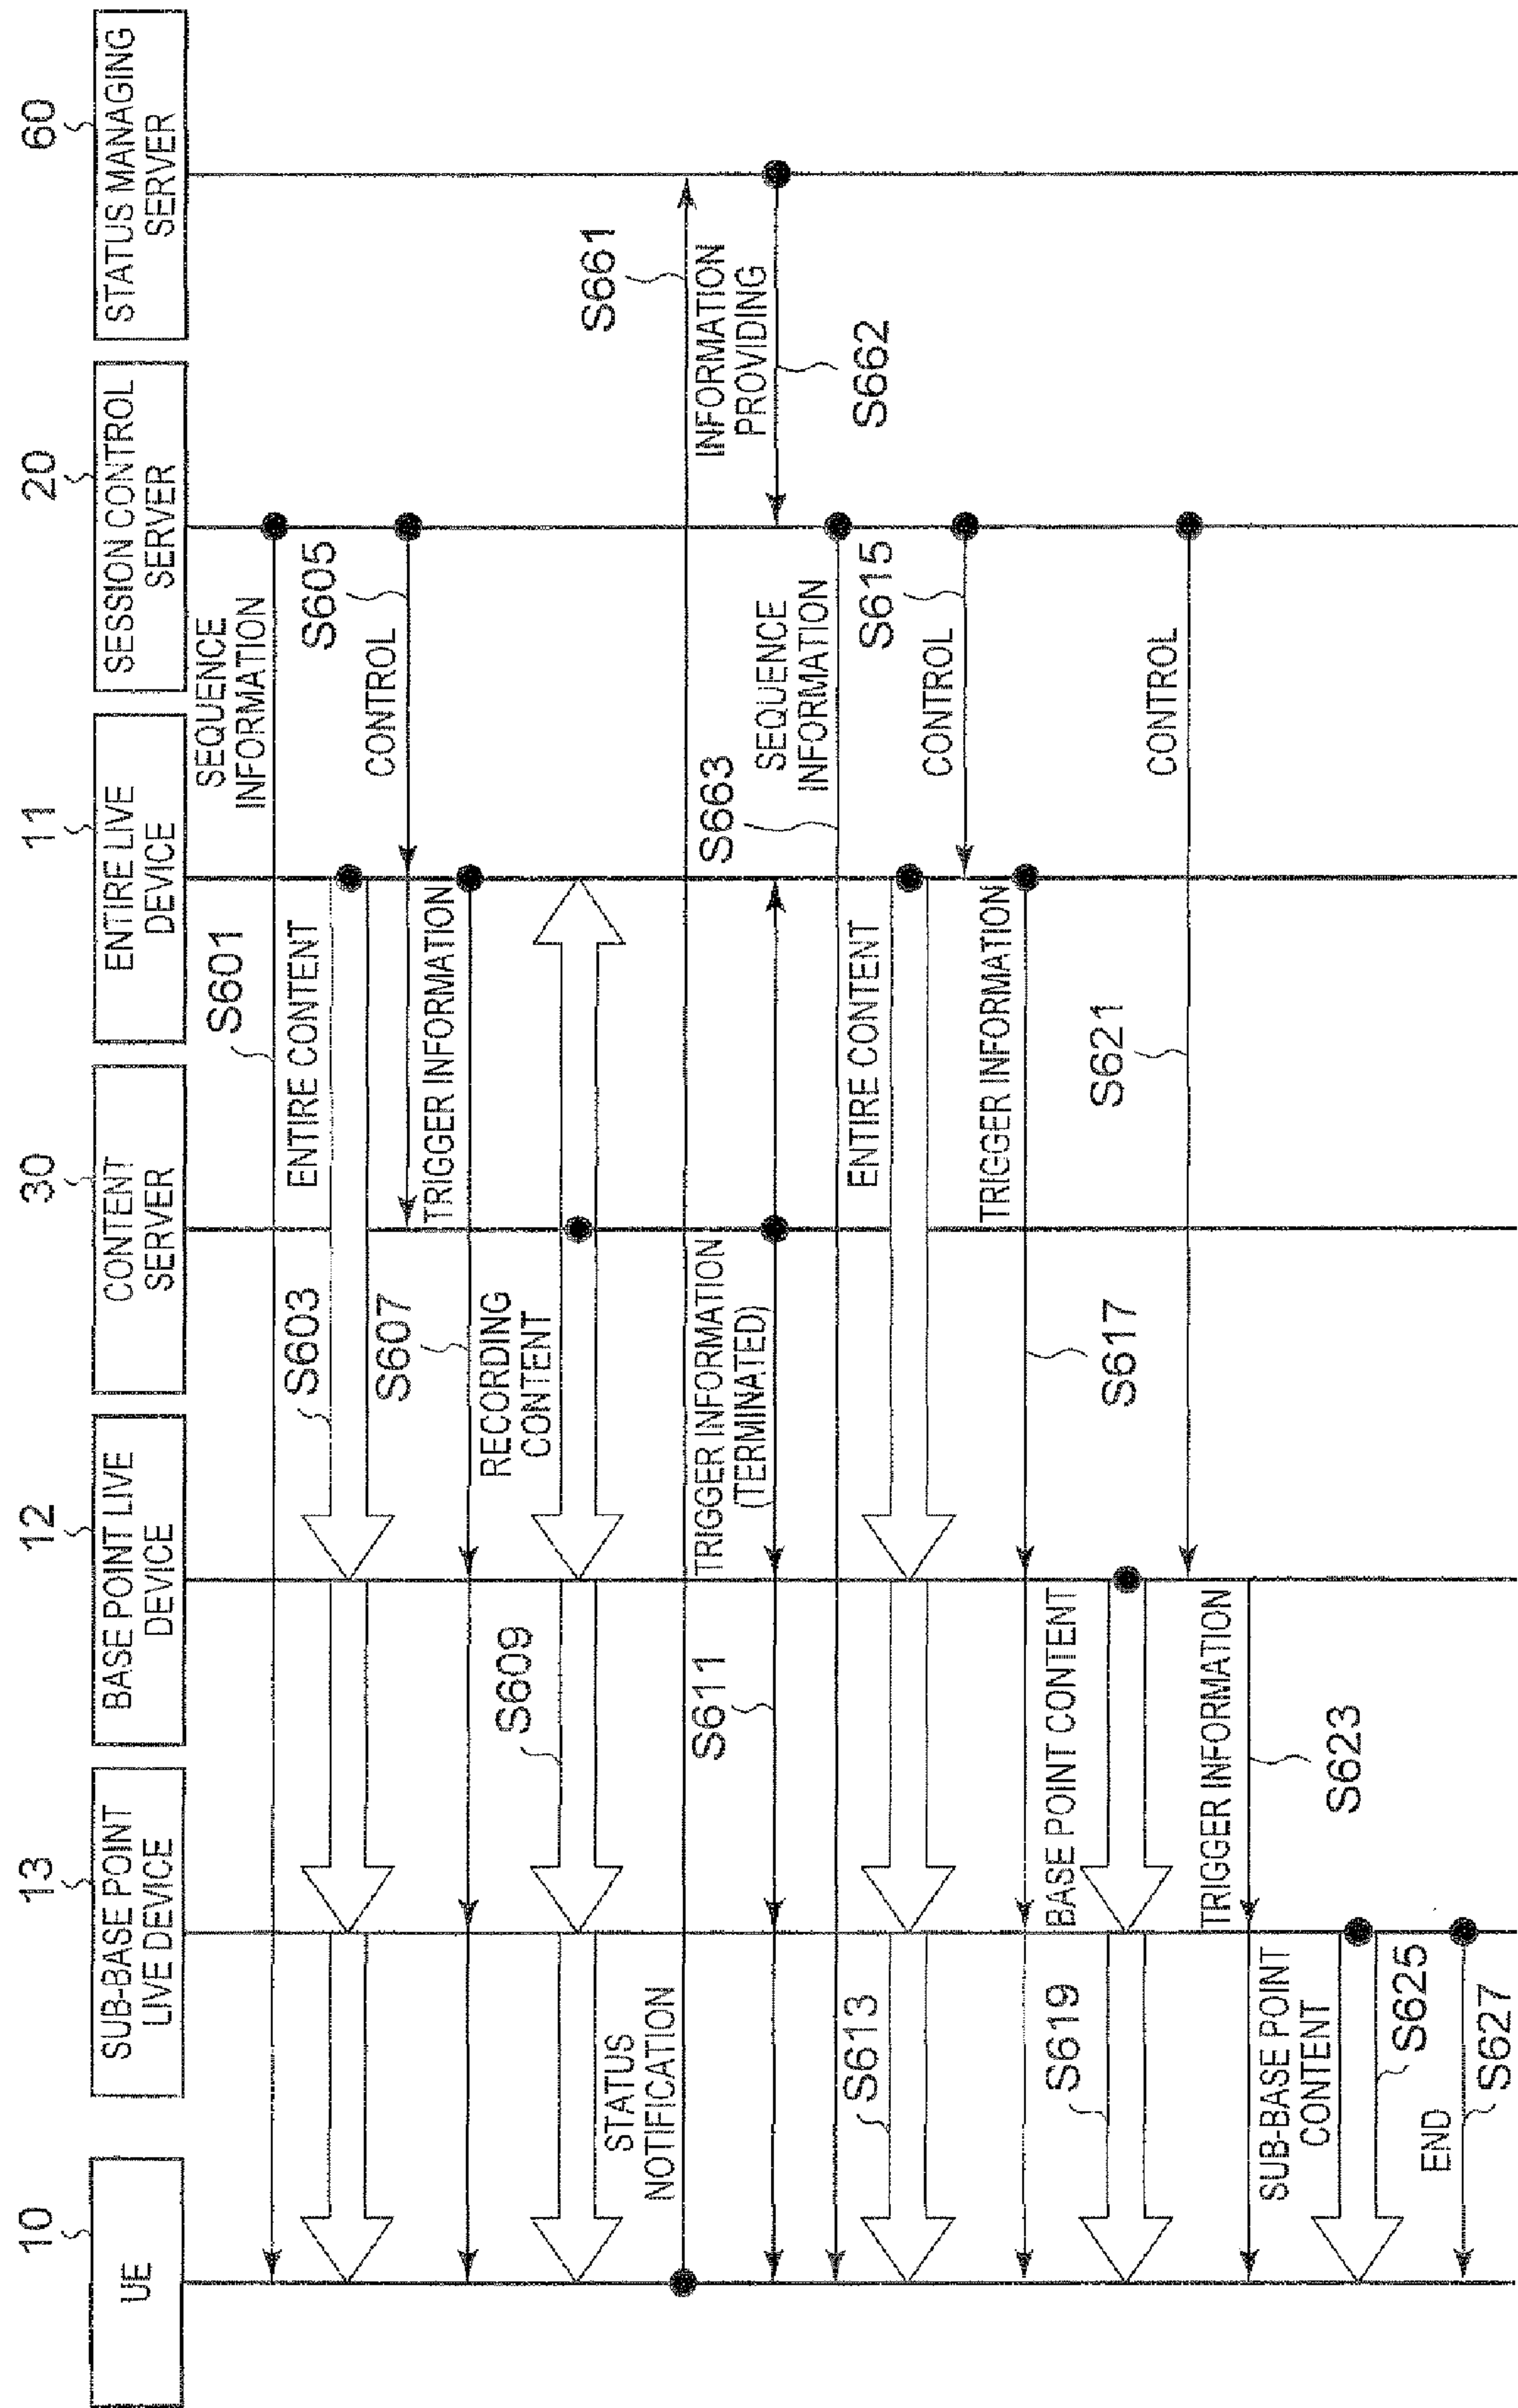 10
UE
13
SUB-BASE POINT
LIVE DEVICE
12
BASE POINT LIVE
DEVICE
30
CONTENT
SERVER
11
ENTIRE LIVE
DEVICE
20
SESSION CONTROL
SERVER
60
STATUS MANAGING
SERVER
S601
SEQUENCE
INFORMATION
S603
ENTIRE CONTENT
S605
CONTROL
S607
TRIGGER INFORMATION
S609
RECORDING
CONTENT
STATUS
NOTIFICATION
S661
S611
TRIGGER INFORMATION
(TERMINATED)
INFORMATION
PROVIDING
S662
S663
SEQUENCE
INFORMATION
S613
ENTIRE CONTENT
S615
CONTROL
S617
TRIGGER INFORMATION
S619
BASE POINT CONTENT
S621
CONTROL
TRIGGER INFORMATION
S623
SUB-BASE POINT
CONTENT
S625
END
S627